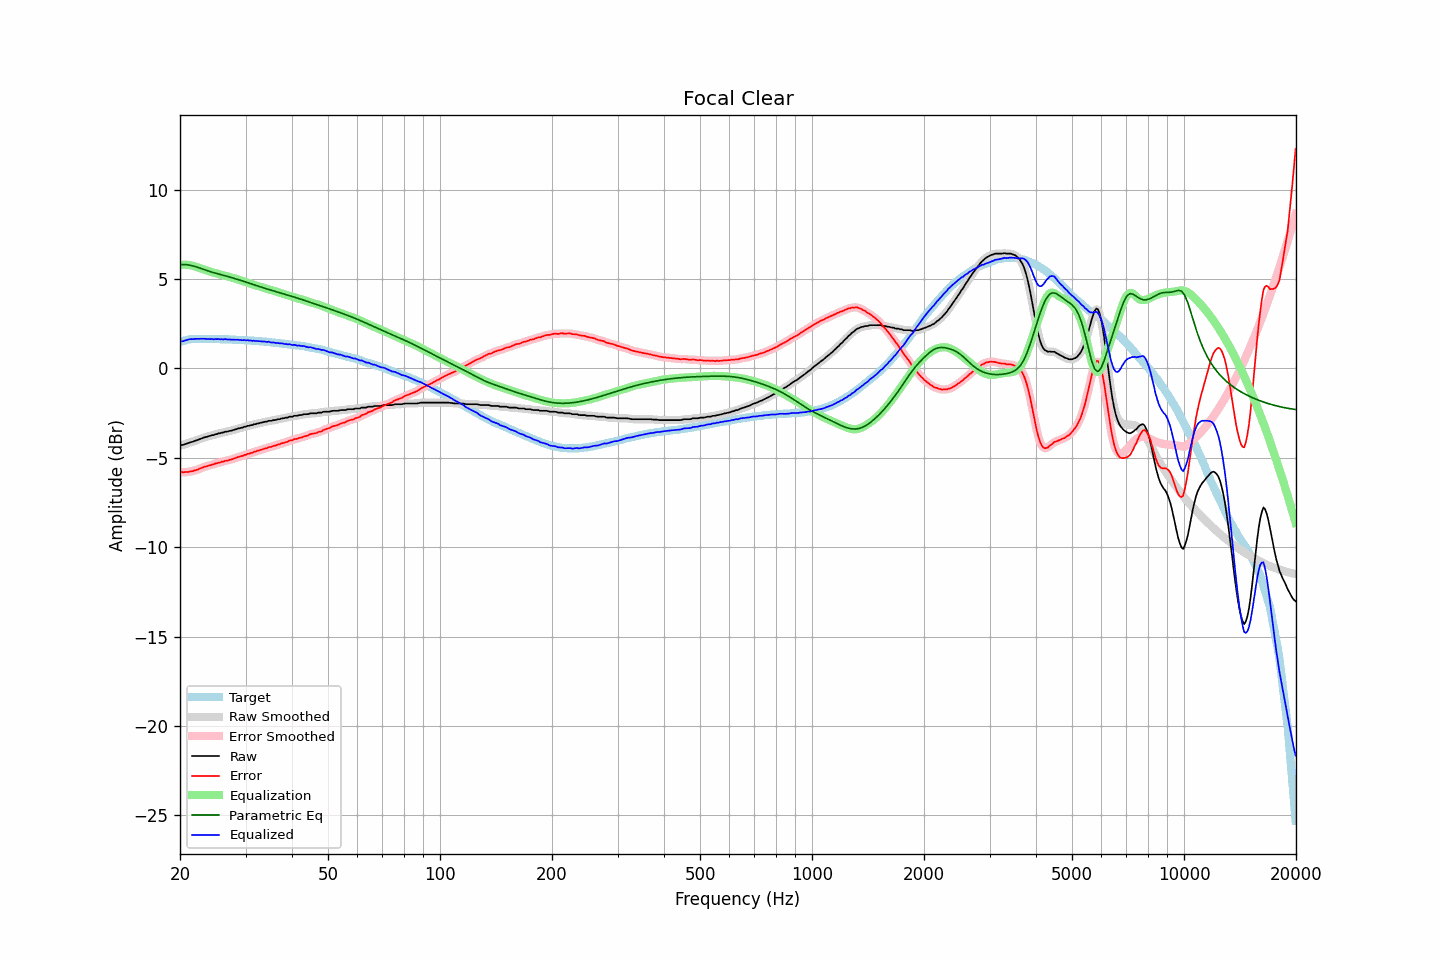 Focal Clear
Amplitude (dBr)
10
5
0
−5
−10
−15
−20
−25
Target
Raw Smoothed
Error Smoothed
Raw
Error
Equalization
Parametric Eq
Equalized
20 50 100 200 500 1000 2000 5000 10000 20000
Frequency (Hz)